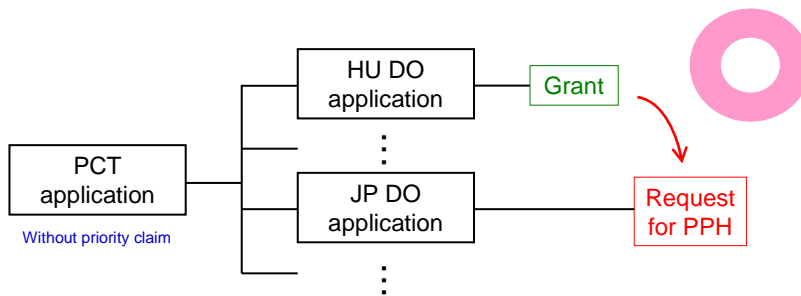 HU DO
application
Grant
⋮
PCT
application
Without priority claim
JP DO
application
Request
for PPH
⋮